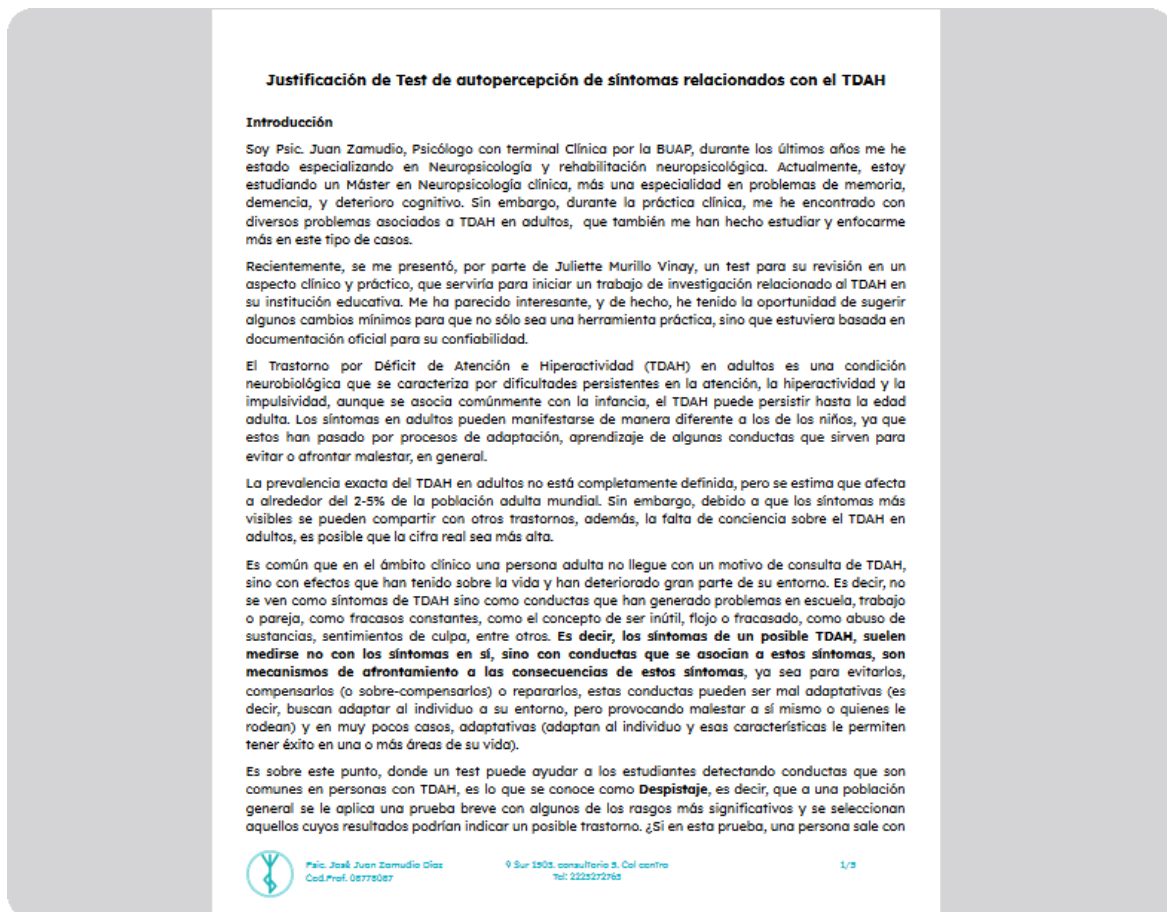 Justificación de Test de autopercepción de síntomas relacionados con el TDAH
Introducción
Soy Psic. Juan Zamudio, Psicólogo con terminal Clínica por la BUAP, durante los últimos años me he
estado especializando en Neuropsicología y rehabilitación neuropsicológica. Actualmente, estoy
estudiando un Máster en Neuropsicología clínica, más una especialidad en problemas de memoria,
demencia, y deterioro cognitivo. Sin embargo, durante la práctica clínica, me he encontrado con
diversos problemas asociados a TDAH en adultos, que también me han hecho estudiar y enfocarme
más en este tipo de casos.
Recientemente, se me presentó, por parte de Juliette Murillo Vinay, un test para su revisión en un
aspecto clínico y práctico, que serviría para iniciar un trabajo de investigación relacionado al TDAH en
su institución educativa. Me ha parecido interesante, y de hecho, he tenido la oportunidad de sugerir
algunos cambios mínimos para que no sólo sea una herramienta práctica, sino que estuviera basada en
documentación oficial para su confiabilidad.
El Trastorno por Déficit de Atención e Hiperactividad (TDAH) en adultos es una condición
neurobiológica que se caracteriza por dificultades persistentes en la atención, la hiperactividad y la
impulsividad, aunque se asocia comúnmente con la infancia, el TDAH puede persistir hasta la edad
adulta. Los síntomas en adultos pueden manifestarse de manera diferente a los de los niños, ya que
estos han pasado por procesos de adaptación, aprendizaje de algunas conductas que sirven para
evitar o afrontar malestar, en general.
La prevalencia exacta del TDAH en adultos no está completamente definida, pero se estima que afecta
a alrededor del 2-5% de la población adulta mundial. Sin embargo, debido a que los síntomas más
visibles se pueden compartir con otros trastornos, además, la falta de conciencia sobre el TDAH en
adultos, es posible que la cifra real sea más alta.
Es común que en el ámbito clínico una persona adulta no llegue con un motivo de consulta de TDAH,
sino con efectos que han tenido sobre la vida y han deteriorado gran parte de su entorno. Es decir, no
se ven como síntomas de TDAH sino como conductas que han generado problemas en escuela, trabajo
o pareja, como fracasos constantes, como el concepto de ser inútil, flojo o fracasado, como abuso de
sustancias, sentimientos de culpa, entre otros. Es decir, los síntomas de un posible TDAH, suelen
medirse no con los síntomas en sí, sino con conductas que se asocian a estos síntomas, son
mecanismos de afrontamiento a las consecuencias de estos síntomas, ya sea para evitarlos,
compensarlos (o sobre-compensarlos) o repararlos, estas conductas pueden ser mal adaptativas (es
decir, buscan adaptar al individuo a su entorno, pero provocando malestar a sí mismo o quienes le
rodean) y en muy pocos casos, adaptativas (adaptan al individuo y esas características le permiten
tener éxito en una o más áreas de su vida).
Es sobre este punto, donde un test puede ayudar a los estudiantes detectando conductas que son
comunes en personas con TDAH, es lo que se conoce como Despistaje, es decir, que a una población
general se le aplica una prueba breve con algunos de los rasgos más significativos y se seleccionan
aquellos cuyos resultados podrían indicar un posible trastorno. ¿Si en esta prueba, una persona sale con
Psic. José Juan Zamudio Díaz
Ced.Prof. 08778087
9 Sur 1503, consultorio 3. Col centro
Tel: 2225272763
1/3